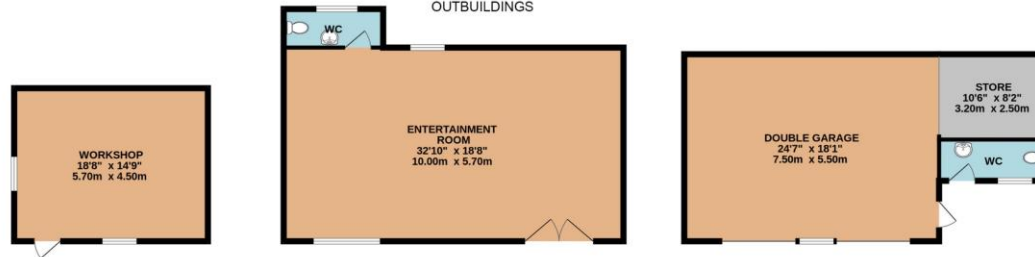 OUTBUILDINGS
WC
WORKSHOP
18'8" x 14'9"
5.70m x 4.50m
ENTERTAINMENT
ROOM
32'10" x 18'8"
10.00m x 5.70m
DOUBLE GARAGE
24'7" x 18'1"
7.50m x 5.50m
STORE
10'6" x 8'2"
3.20m x 2.50m
WC